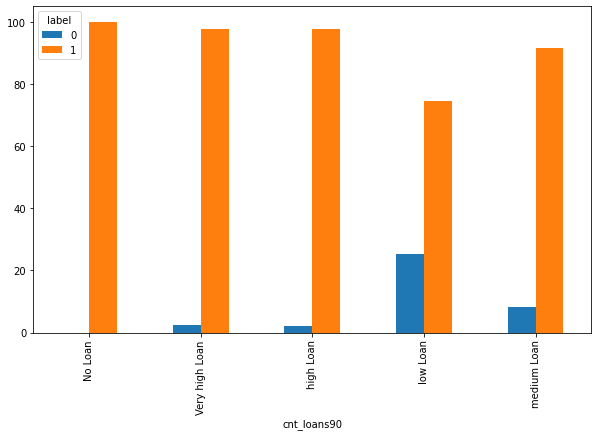 label
0
1
100
80
60
40
20
0
No Loan
Very high Loan
high Loan
low Loan
medium Loan
cnt_loans90